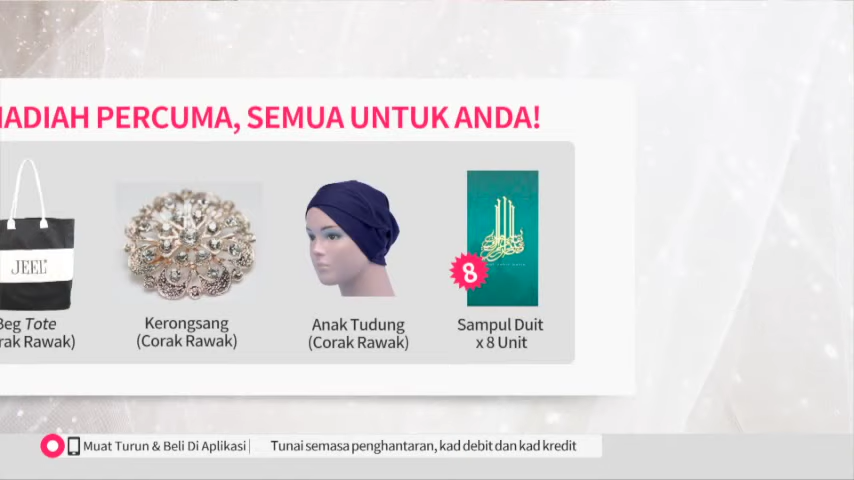 HADIAH PERCUMA, SEMUA UNTUK ANDA!
JEEL
Beg Tote
(Corak Rawak)
Kerongsang
(Corak Rawak)
Anak Tudung
(Corak Rawak)
8
Sampul Duit
x 8 Unit
Muat Turun & Beli Di Aplikasi | Tunai semasa penghantaran, kad debit dan kad kredit